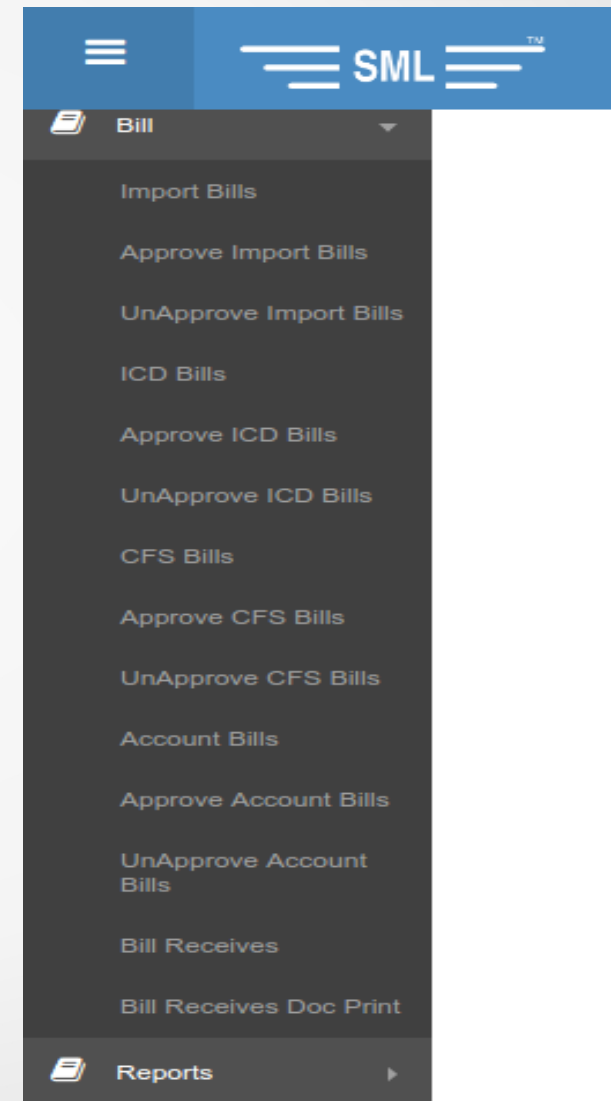 SML TM
Bill
Import Bills
Approve Import Bills
UnApprove Import Bills
ICD Bills
Approve ICD Bills
UnApprove ICD Bills
CFS Bills
Approve CFS Bills
UnApprove CFS Bills
Account Bills
Approve Account Bills
UnApprove Account
Bills
Bill Receives
Bill Receives Doc Print
Reports